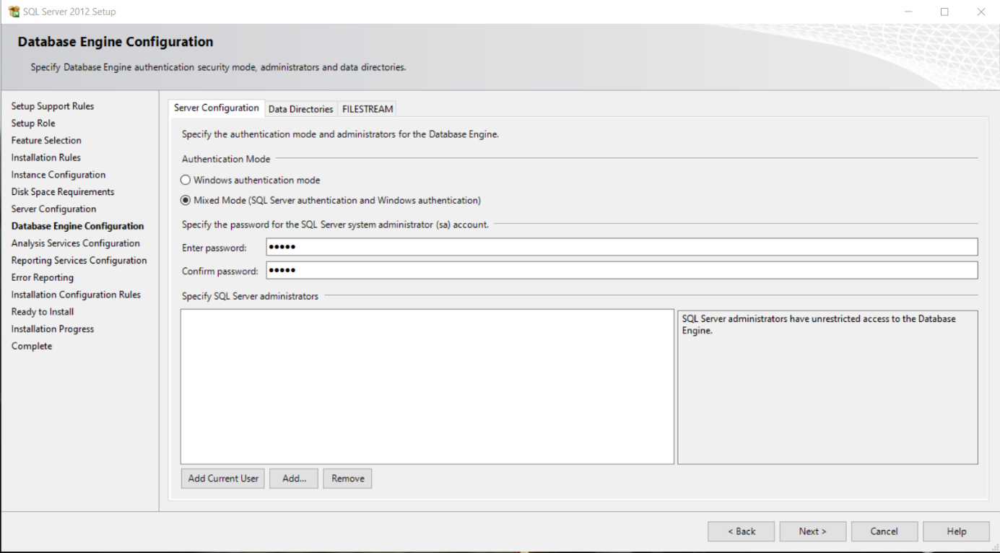 SQL Server 2012 Setup
Database Engine Configuration
Specify Database Engine authentication security mode, administrators and data directories.
Setup Support Rules
Setup Role
Feature Selection
Installation Rules
Instance Configuration
Disk Space Requirements
Server Configuration
Database Engine Configuration
Analysis Services Configuration
Reporting Services Configuration
Error Reporting
Installation Configuration Rules
Ready to Install
Installation Progress
Complete
Server Configuration
Data Directories
FILESTREAM
Specify the authentication mode and administrators for the Database Engine.
Authentication Mode
Windows authentication mode
Mixed Mode (SQL Server authentication and Windows authentication)
Specify the password for the SQL Server system administrator (sa) account.
Enter password: •••••
Confirm password: •••••
Specify SQL Server administrators
SQL Server administrators have unrestricted access to the Database
Engine.
Add Current User
Add...
Remove
< Back
Next >
Cancel
Help